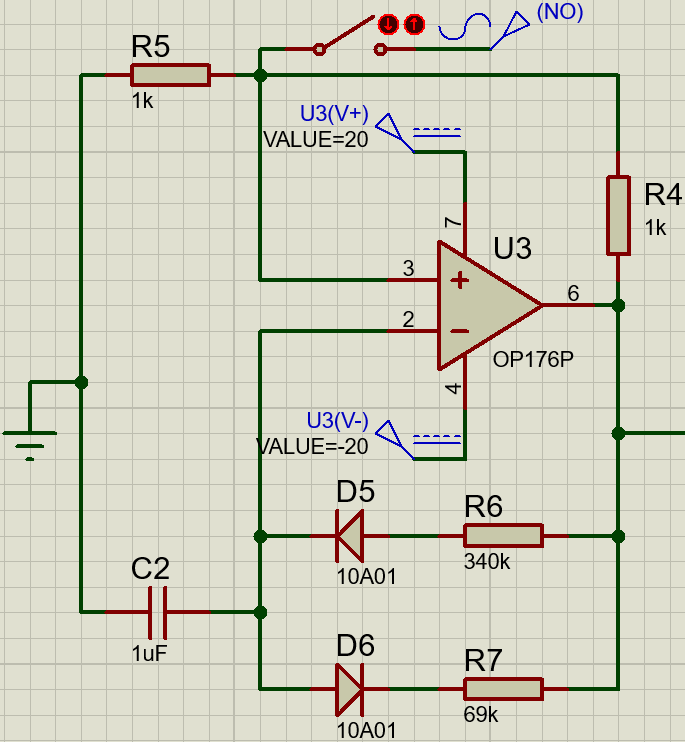 (NO)
R5
1k
U3(V+)
VALUE=20
R4
1k
7
U3
3
6
2
OP176P
4
U3(V-)
VALUE=-20
D5
R6
10A01
340k
C2
1uF
D6
R7
10A01
69k